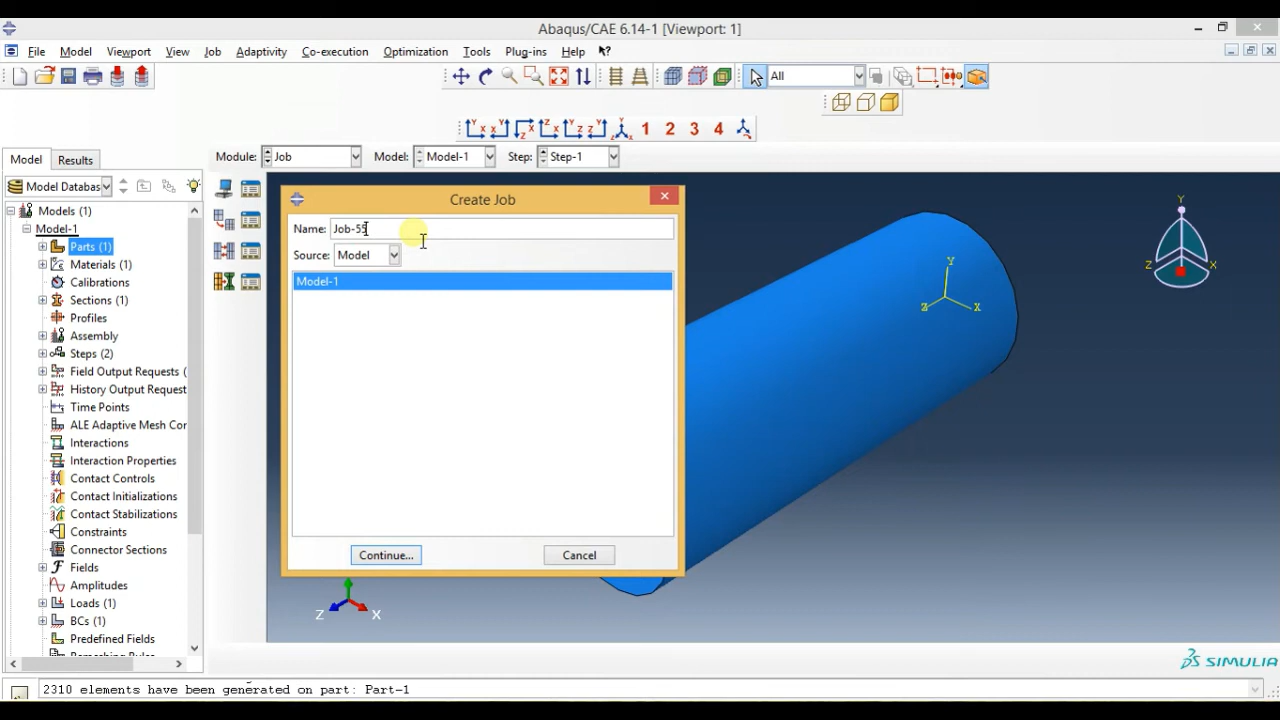 Abaqus/CAE 6.14-1 [Viewport: 1]
File Model Viewport View Job Adaptivity Co-execution Optimization Tools Plug-ins Help
All
1 2 3 4
Model Results
Module: Job Model: Model-1 Step: Step-1
Model Databas
Models (1)
Model-1
Parts (1)
Materials (1)
Calibrations
Sections (1)
Profiles
Assembly
Steps (2)
Field Output Requests (
History Output Request
Time Points
ALE Adaptive Mesh Cor
Interactions
Interaction Properties
Contact Controls
Contact Initializations
Contact Stabilizations
Constraints
Connector Sections
Fields
Amplitudes
Loads (1)
BCs (1)
Predefined Fields
Create Job
Name: Job-55
Source: Model
Model-1
Continue... Cancel
Y
Z X
Y
Z X
Z X
SIMULIA
2310 elements have been generated on part: Part-1